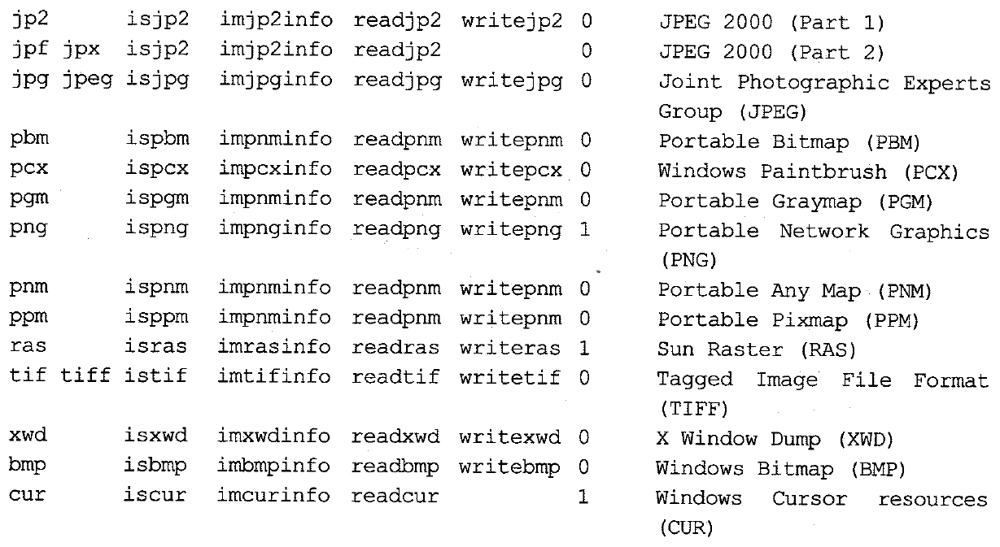 jp2 isjp2 imjp2info readjp2 writejp2 0 JPEG 2000 (Part 1)
jpf jpx isjp2 imjp2info readjp2 0 JPEG 2000 (Part 2)
jpg jpeg isjpg imjpginfo readjpg writejpg 0 Joint Photographic Experts
Group (JPEG)
pbm ispbm impnminfo readpnm writepnm 0 Portable Bitmap (PBM)
pcx ispcx impcxinfo readpcx writepcx 0 Windows Paintbrush (PCX)
pgm ispgm impnminfo readpnm writepnm 0 Portable Graymap (PGM)
png ispng impnginfo readpng writepng 1 Portable Network Graphics
(PNG)
pnm ispnm impnminfo readpnm writepnm 0 Portable Any Map (PNM)
ppm isppm impnminfo readpnm writepnm 0 Portable Pixmap (PPM)
ras isras imrasinfo readras writeras 1 Sun Raster (RAS)
tif tiff istif imtifinfo readtif writetif 0 Tagged Image File Format
(TIFF)
xwd isxwd imxwdinfo readxwd writexwd 0 X Window Dump (XWD)
bmp isbmp imbmpinfo readbmp writebmp 0 Windows Bitmap (BMP)
cur iscur imcurinfo readcur 1 Windows Cursor resources
(CUR)